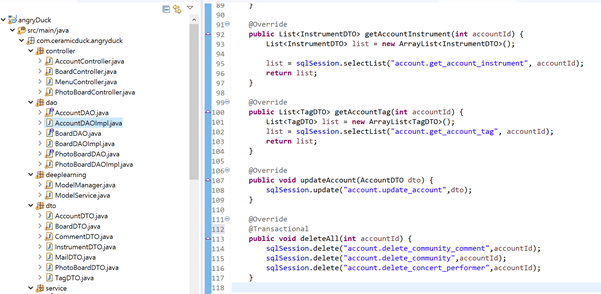 angryDuck
src/main/java
com.ceramicduck.angryduck
controller
AccountController.java
BoardController.java
MenuController.java
PhotoBoardController.java
dao
AccountDAO.java
AccountDAOImpl.java
BoardDAO.java
BoardDAOImpl.java
PhotoBoardDAO.java
PhotoBoardDAOImpl.java
deeplearning
ModelManager.java
ModelService.java
dto
AccountDTO.java
BoardDTO.java
CommentDTO.java
InstrumentDTO.java
MailDTO.java
PhotoBoardDTO.java
TagDTO.java
service
89 }
90
91 @Override
92 public List<InstrumentDTO> getAccountInstrument(int accountId) {
93 List<InstrumentDTO> list = new ArrayList<InstrumentDTO>();
94
95 list = sqlSession.selectList("account.get_account_instrument", accountId);
96 return list;
97 }
98
99 @Override
100 public List<TagDTO> getAccountTag(int accountId) {
101 List<TagDTO> list = new ArrayList<TagDTO>();
102 list = sqlSession.selectList("account.get_account_tag", accountId);
103 return list;
104 }
105
106 @Override
107 public void updateAccount(AccountDTO dto) {
108 sqlSession.update("account.update_account",dto);
109 }
110
111 @Override
112 @Transactional
113 public void deleteAll(int accountId) {
114 sqlSession.delete("account.delete_community_comment",accountId);
115 sqlSession.delete("account.delete_community",accountId);
116 sqlSession.delete("account.delete_concert_performer",accountId);
117 }
118